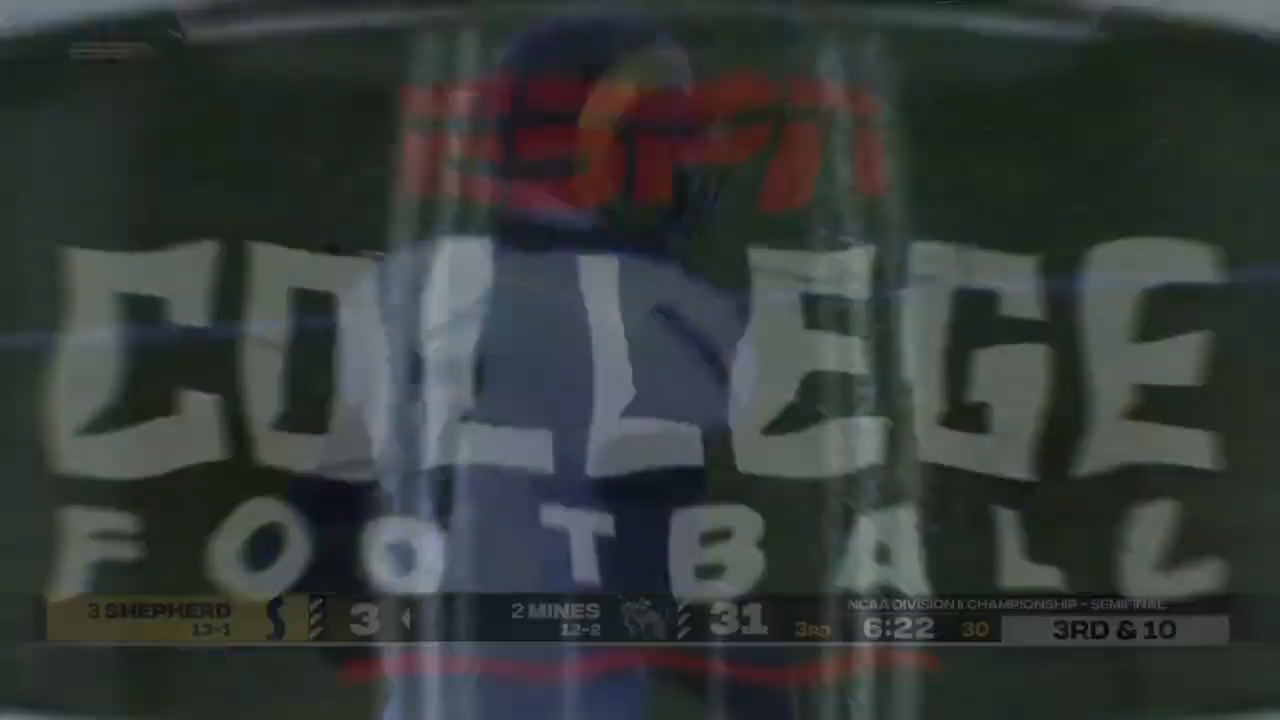 ESPN
COLLEGE
FOOTBALL
3 SHEPHERD 13-1 3
2 MINES 12-2 31
3RD 6:22 30
NCAA DIVISION II CHAMPIONSHIP - SEMIFINAL
3RD & 10